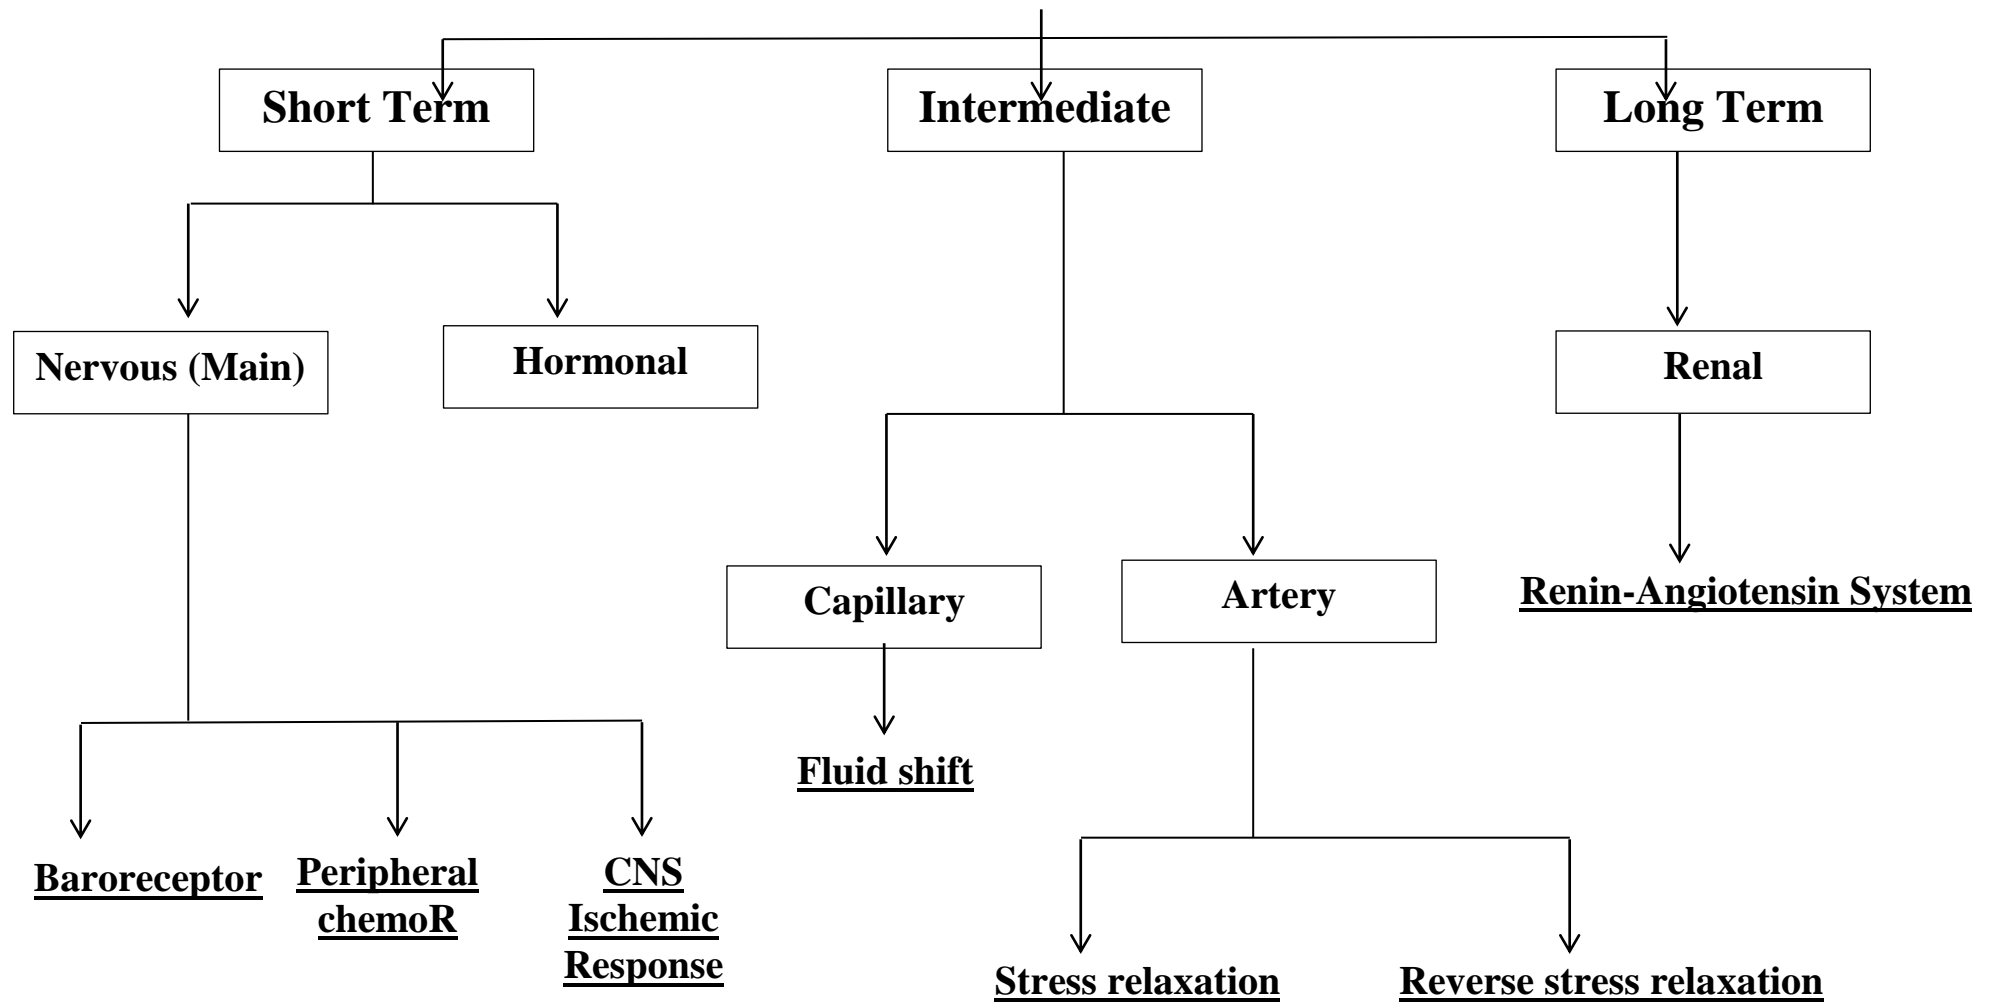 Short Term
Intermediate
Long Term
Nervous (Main)
Hormonal
Renal
Capillary
Artery
Renin-Angiotensin System
Fluid shift
Baroreceptor
Peripheral
chemoR
CNS
Ischemic
Response
Stress relaxation
Reverse stress relaxation